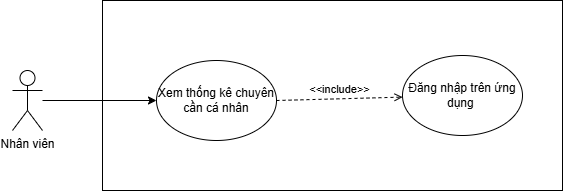 Nhân viên
Xem thống kê chuyên
cần cá nhân
<<include>>
Đăng nhập trên ứng
dụng